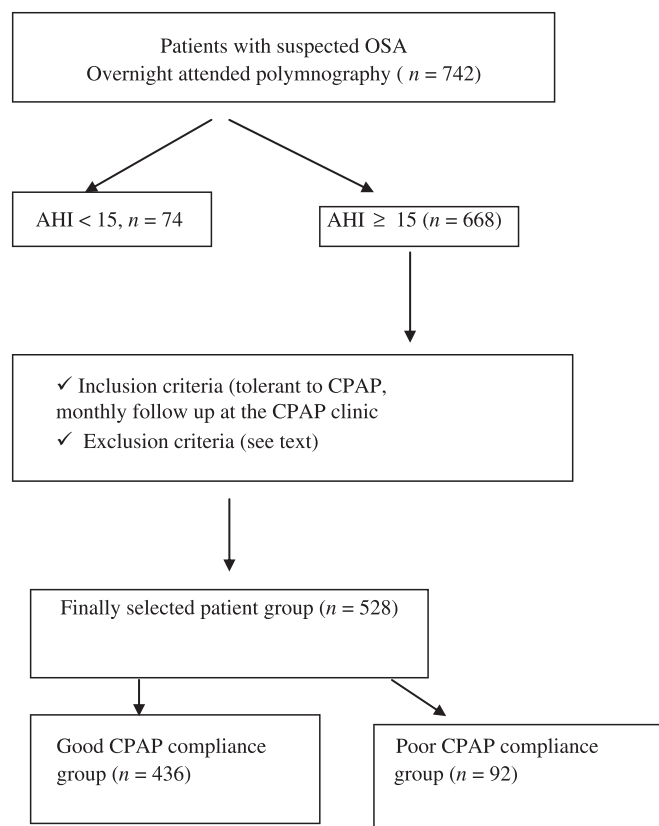 Patients with suspected OSA
Overnight attended polymnography ( n = 742)
AHI < 15, n = 74
AHI ≥ 15 (n = 668)
✓ Inclusion criteria (tolerant to CPAP,
monthly follow up at the CPAP clinic
✓ Exclusion criteria (see text)
Finally selected patient group (n = 528)
Good CPAP compliance
group (n = 436)
Poor CPAP compliance
group (n = 92)